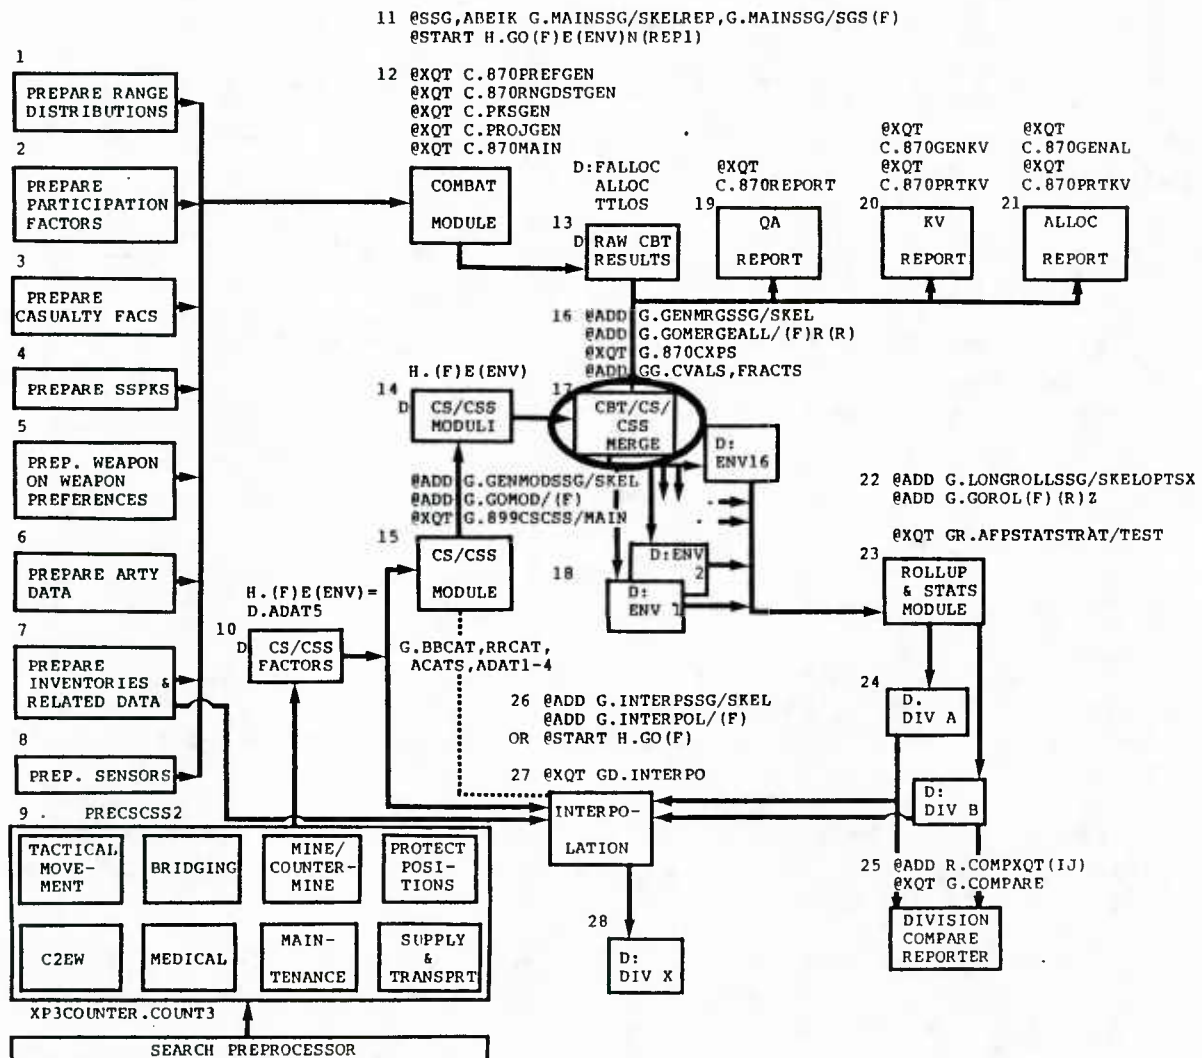 11 @SSG,ABEIK G.MAINSSG/SKELREP,G.MAINSSG/SGS(F)
@START H.GO(F)E(ENV)N(REP1)
1
PREPARE RANGE
DISTRIBUTIONS
2
PREPARE
PARTICIPATION
FACTORS
3
PREPARE
CASUALTY FACS
4
PREPARE SSPKS
5
PREP. WEAPON
ON WEAPON
PREFERENCES
6
PREPARE ARTY
DATA
7
PREPARE
INVENTORIES &
RELATED DATA
8
PREP. SENSORS
12 @XQT C.870PREFGEN
@XQT C.870RNGDSTGEN
@XQT C.PKSGEN
@XQT C.PROJGEN
@XQT C.870MAIN
COMBAT
MODULE
D:FALLOC
ALLOC
TTLOS
13
D RAW CBT
RESULTS
@XQT
C.870REPORT
19
QA
REPORT
@XQT
C.870GENKV
@XQT
C.870PRTKV
20
KV
REPORT
@XQT
C.870GENAL
@XQT
C.870PRTKV
21
ALLOC
REPORT
16 @ADD G.GENMRGSSG/SKEL
@ADD G.GOMERGEALL/(F)R(R)
@XQT G.870CXPS
@ADD GG.CVALS,FRACTS
H.(F)E(ENV)
14
D CS/CSS
MODULI
17
CBT/CS/
CSS
MERGE
D:
ENV16
@ADD G.GENMODSSG/SKEL
@ADD G.GOMOD/(F)
@XQT G.899CSCSS/MAIN
15
CS/CSS
MODULE
18
D:ENV
2
D:
ENV 1
22 @ADD G.LONGROLLSSG/SKELOPTSX
@ADD G.GOROL(F)(R)Z
@XQT GR.AFPSTATSTRAT/TEST
23
ROLLUP
& STATS
MODULE
H.(F)E(ENV)=
D.ADAT5
10
D CS/CSS
FACTORS
G.BBCAT,RRCAT,
ACATS,ADAT1-4
24
D.
DIV A
26 @ADD G.INTERPSSG/SKEL
@ADD G.INTERPOL/(F)
OR @START H.GO(F)
27 @XQT GD.INTERPO
INTERPO-
LATION
D:
DIV B
25 @ADD R.COMPXQT(IJ)
@XQT G.COMPARE
DIVISION
COMPARE
REPORTER
28
D:
DIV X
9 . PRECSCSS2
TACTICAL
MOVE-
MENT
BRIDGING
MINE/
COUNTER-
MINE
PROTECT
POSI-
TIONS
C2EW
MEDICAL
MAIN-
TENANCE
SUPPLY
&
TRANSPRT
XP3COUNTER.COUNT3
SEARCH PREPROCESSOR